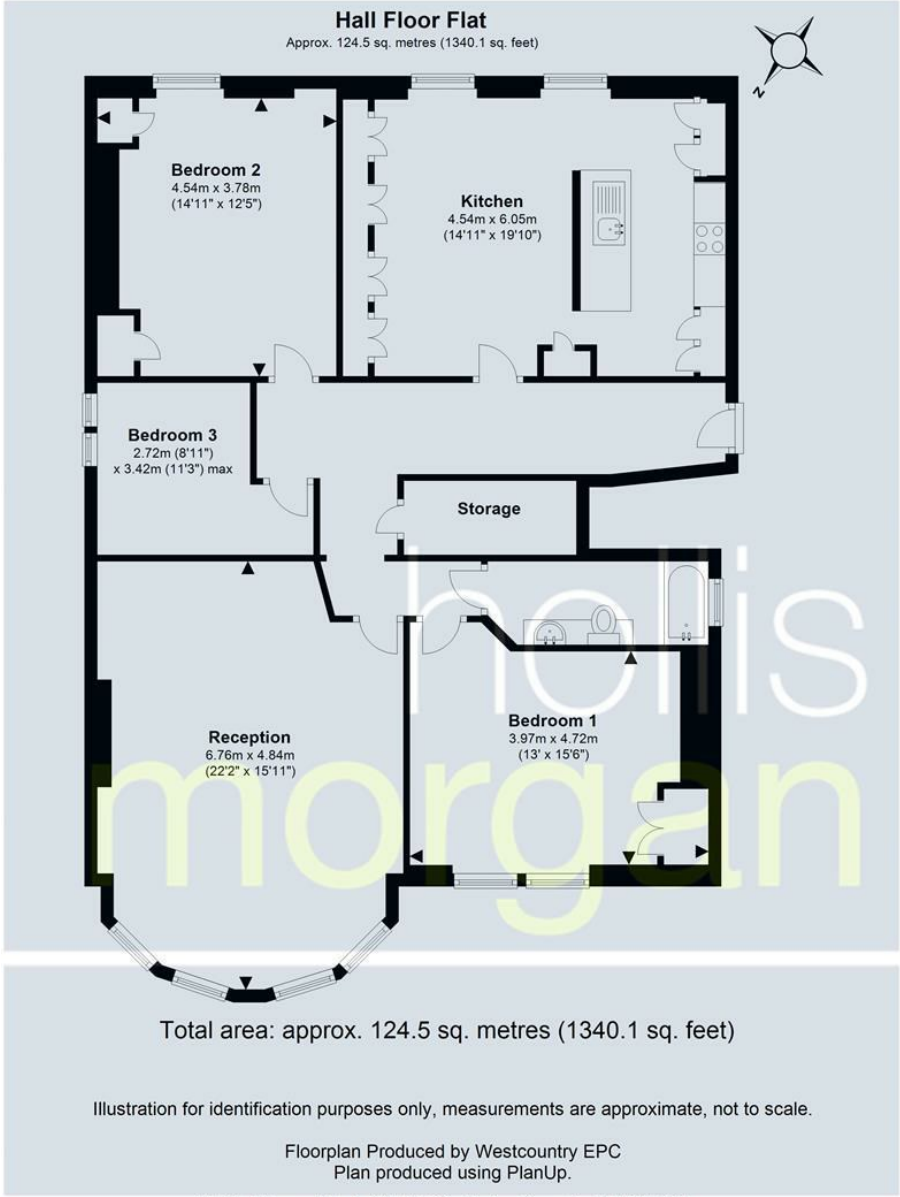 Hall Floor Flat
Approx. 124.5 sq. metres (1340.1 sq. feet)
N
Bedroom 2
4.54m x 3.78m
(14'11" x 12'5")
Kitchen
4.54m x 6.05m
(14'11" x 19'10")
Bedroom 3
2.72m (8'11")
x 3.42m (11'3") max
Storage
hollis
Reception
6.76m x 4.84m
(22'2" x 15'11")
Bedroom 1
3.97m x 4.72m
(13' x 15'6")
morgan
Total area: approx. 124.5 sq. metres (1340.1 sq. feet)
Illustration for identification purposes only, measurements are approximate, not to scale.
Floorplan Produced by Westcountry EPC
Plan produced using PlanUp.